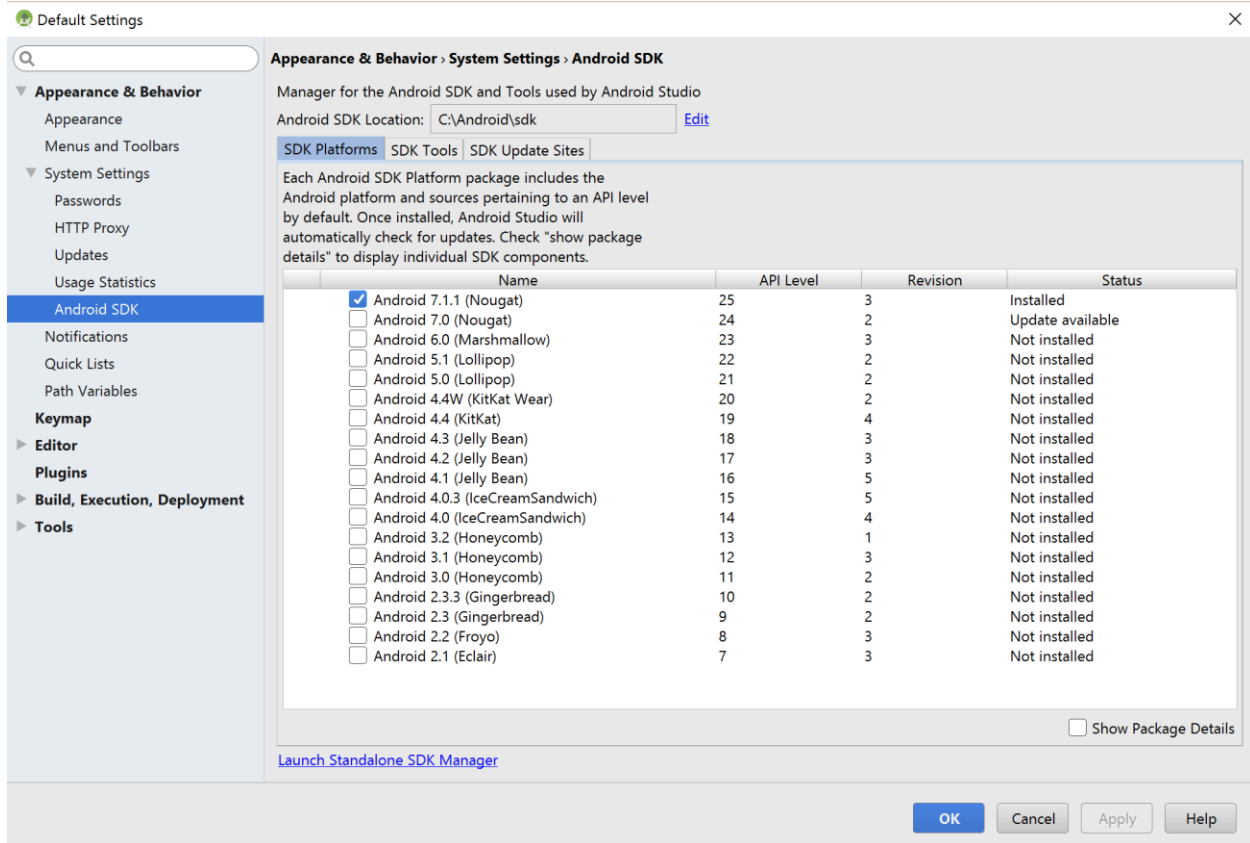 Default Settings
Appearance & Behavior › System Settings › Android SDK
Appearance & Behavior
Appearance
Menus and Toolbars
System Settings
Passwords
HTTP Proxy
Updates
Usage Statistics
Android SDK
Notifications
Quick Lists
Path Variables
Keymap
Editor
Plugins
Build, Execution, Deployment
Tools
Manager for the Android SDK and Tools used by Android Studio
Android SDK Location: C:\Android\sdk Edit
SDK Platforms SDK Tools SDK Update Sites
Each Android SDK Platform package includes the
Android platform and sources pertaining to an API level
by default. Once installed, Android Studio will
automatically check for updates. Check "show package
details" to display individual SDK components.
Name API Level Revision Status
Android 7.1.1 (Nougat) 25 3 Installed
Android 7.0 (Nougat) 24 2 Update available
Android 6.0 (Marshmallow) 23 3 Not installed
Android 5.1 (Lollipop) 22 2 Not installed
Android 5.0 (Lollipop) 21 2 Not installed
Android 4.4W (KitKat Wear) 20 2 Not installed
Android 4.4 (KitKat) 19 4 Not installed
Android 4.3 (Jelly Bean) 18 3 Not installed
Android 4.2 (Jelly Bean) 17 3 Not installed
Android 4.1 (Jelly Bean) 16 5 Not installed
Android 4.0.3 (IceCreamSandwich) 15 5 Not installed
Android 4.0 (IceCreamSandwich) 14 4 Not installed
Android 3.2 (Honeycomb) 13 1 Not installed
Android 3.1 (Honeycomb) 12 3 Not installed
Android 3.0 (Honeycomb) 11 2 Not installed
Android 2.3.3 (Gingerbread) 10 2 Not installed
Android 2.3 (Gingerbread) 9 2 Not installed
Android 2.2 (Froyo) 8 3 Not installed
Android 2.1 (Eclair) 7 3 Not installed
Show Package Details
Launch Standalone SDK Manager
OK Cancel Apply Help